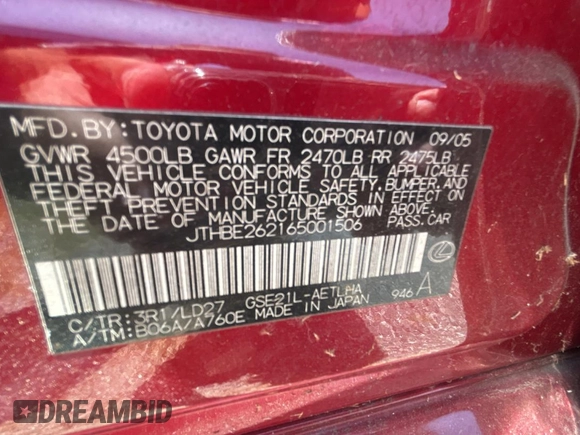 MFD. BY: TOYOTA MOTOR CORPORATION 09/05
GVWR 4500LB GAWR FR 2470LB RR 2475LB
THIS VEHICLE CONFORMS TO ALL APPLICABLE
FEDERAL MOTOR VEHICLE SAFETY, BUMPER, AND
THEFT PREVENTION STANDARDS IN EFFECT ON
THE DATE OF MANUFACTURE SHOWN ABOVE.
JTHBE262165001506 PASS.CAR
C/TR: 3R1/LD27 GSE21L-AETLHA 946 A
A/TM: B06A/A760E MADE IN JAPAN
DREAMBID